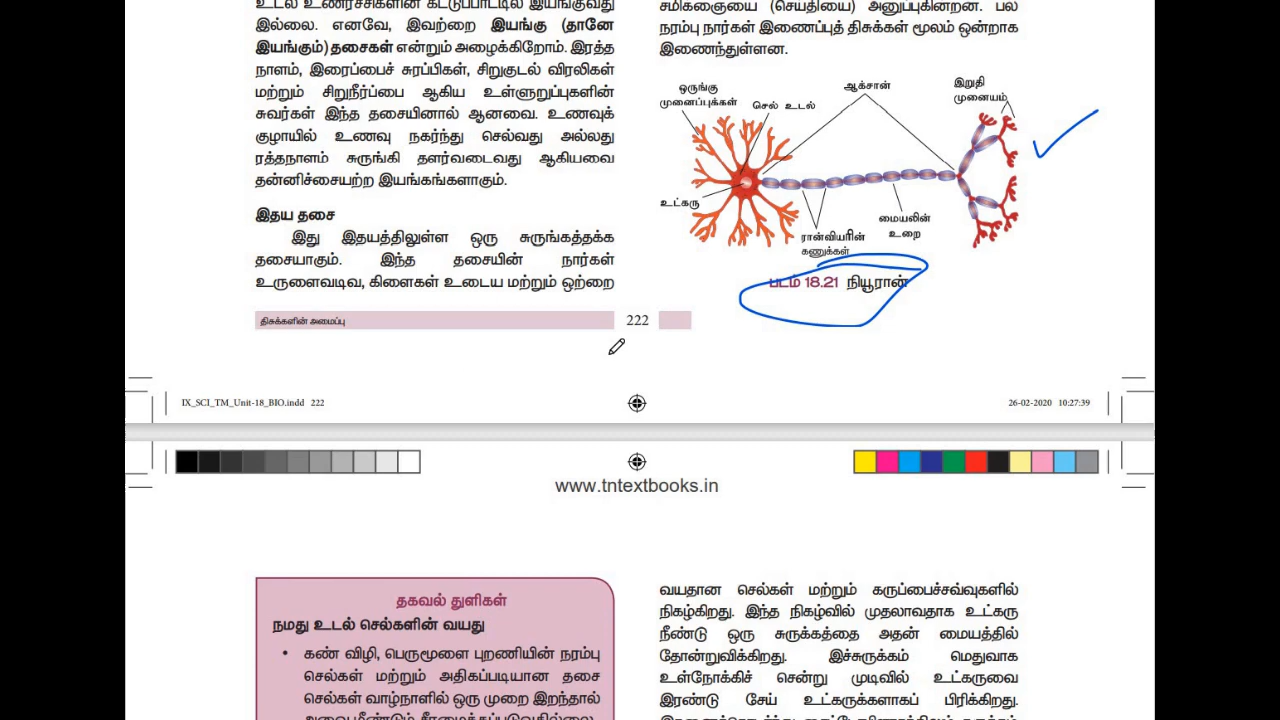 உடல் உணர்ச்சிகளின் கட்டுப்பாட்டில் இயங்குவது
இல்லை. எனவே, இவற்றை இயங்கு (தானே
இயங்கும்) தசைகள் என்றும் அழைக்கிறோம். இரத்த
நாளம், இரைப்பைச் சுரப்பிகள், சிறுகுடல் விரலிகள்
மற்றும் சிறுநீர்ப்பை ஆகிய உள்ளுறுப்புகளின்
சுவர்கள் இந்த தசையினால் ஆனவை. உணவுக்
குழாயில் உணவு நகர்ந்து செல்வது அல்லது
ரத்தநாளம் சுருங்கி தளர்வடைவது ஆகியவை
தன்னிச்சையற்ற இயங்கங்களாகும்.
இதய தசை
இது இதயத்திலுள்ள ஒரு சுருங்கத்தக்க
தசையாகும். இந்த தசையின் நார்கள்
உருளைவடிவ, கிளைகள் உடைய மற்றும் ஒற்றை
சமிக்ஞையை (செய்தியை) அனுப்புகின்றன. பல
நரம்பு நார்கள் இணைப்புத் திசுக்கள் மூலம் ஒன்றாக
இணைந்துள்ளன.
ஒருங்கு
முனைப்புக்கள்
செல் உடல்
ஆக்சான்
இறுதி
முனையம்
உட்கரு
ரான்வியரின்
கணுக்கள்
மையலின்
உறை
படம் 18.21 நியூரான்
திசுக்களின் அமைப்பு
222
IX_SCI_TM_Unit-18_BIO.indd 222
26-02-2020 10:27:39
www.tntextbooks.in
தகவல் துளிகள்
நமது உடல் செல்களின் வயது
• கண் விழி, பெருமூளை புறணியின் நரம்பு
செல்கள் மற்றும் அதிகப்படியான தசை
செல்கள் வாழ்நாளில் ஒரு முறை இறந்தால்
வயதான செல்கள் மற்றும் கருப்பைச்சவ்வுகளில்
நிகழ்கிறது. இந்த நிகழ்வில் முதலாவதாக உட்கரு
நீண்டு ஒரு சுருக்கத்தை அதன் மையத்தில்
தோன்றுவிக்கிறது. இச்சுருக்கம் மெதுவாக
உள்நோக்கிச் சென்று முடிவில் உட்கருவை
இரண்டு சேய் உட்கருக்களாகப் பிரிக்கிறது.